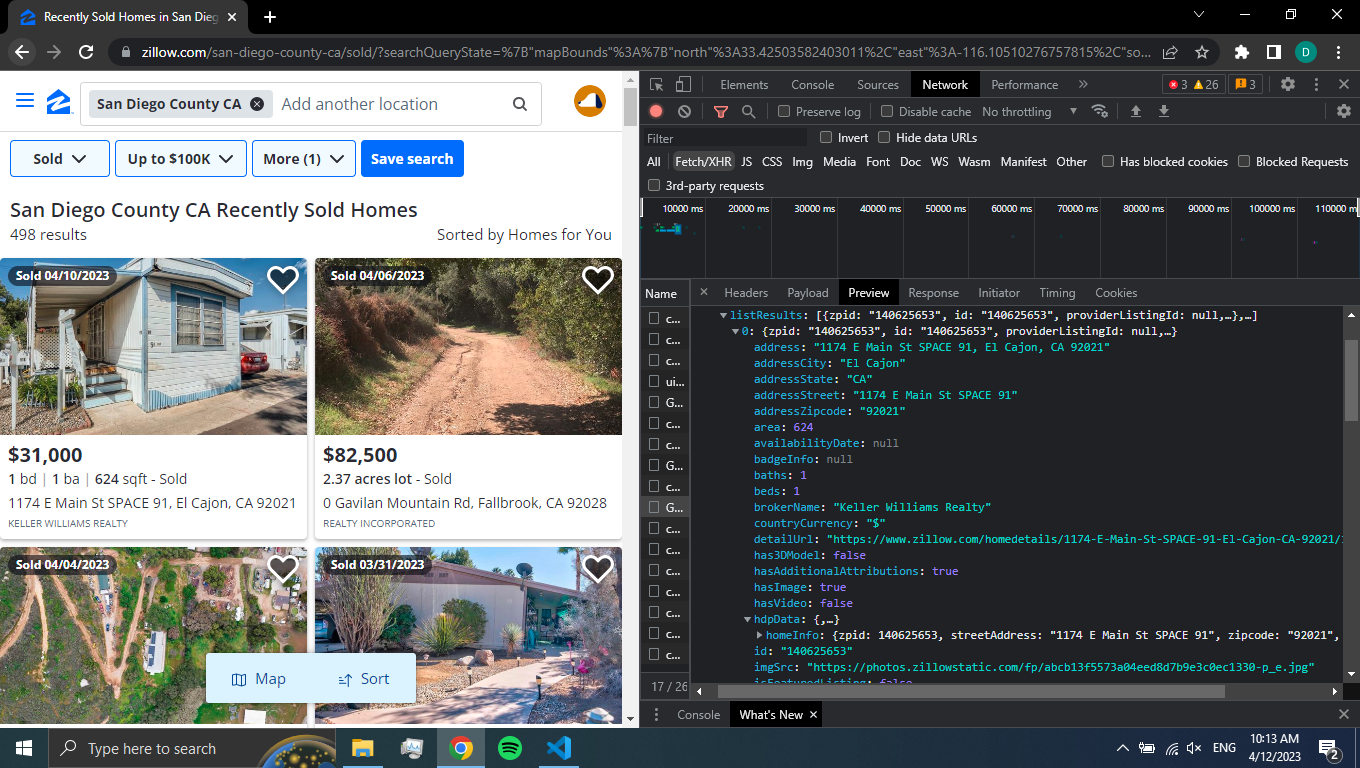 Recently Sold Homes in San Dieg
zillow.com/san-diego-county-ca/sold/?searchQueryState=%7B"mapBounds"%3A%7B"north"%3A33.42503582403011%2C"east"%3A-116.10510276757815%2C"so...
D
San Diego County CA
Add another location
Sold
Up to $100K
More (1)
Save search
San Diego County CA Recently Sold Homes
498 results
Sorted by Homes for You
Sold 04/10/2023
$31,000
1 bd | 1 ba | 624 sqft - Sold
1174 E Main St SPACE 91, El Cajon, CA 92021
KELLER WILLIAMS REALTY
Sold 04/06/2023
$82,500
2.37 acres lot - Sold
0 Gavilan Mountain Rd, Fallbrook, CA 92028
REALTY INCORPORATED
Sold 04/04/2023
Sold 03/31/2023
Map
Sort
Elements Console Sources Network Performance » 3 26 3
Preserve log Disable cache No throttling
Filter Invert Hide data URLs
All Fetch/XHR JS CSS Img Media Font Doc WS Wasm Manifest Other Has blocked cookies Blocked Requests
3rd-party requests
10000 ms 20000 ms 30000 ms 40000 ms 50000 ms 60000 ms 70000 ms 80000 ms 90000 ms 100000 ms 110000 m
Name
c...
c...
c...
ui...
G...
c...
c...
G...
c...
G...
c...
c...
c...
c...
c...
c...
c...
17 / 26
Headers Payload Preview Response Initiator Timing Cookies
listResults: [{zpid: "140625653", id: "140625653", providerListingId: null,…},…]
0: {zpid: "140625653", id: "140625653", providerListingId: null,…}
address: "1174 E Main St SPACE 91, El Cajon, CA 92021"
addressCity: "El Cajon"
addressState: "CA"
addressStreet: "1174 E Main St SPACE 91"
addressZipcode: "92021"
area: 624
availabilityDate: null
badgeInfo: null
baths: 1
beds: 1
brokerName: "Keller Williams Realty"
countryCurrency: "$"
detailUrl: "https://www.zillow.com/homedetails/1174-E-Main-St-SPACE-91-El-Cajon-CA-92021/
has3DModel: false
hasAdditionalAttributions: true
hasImage: true
hasVideo: false
hdpData: {,…}
homeInfo: {zpid: 140625653, streetAddress: "1174 E Main St SPACE 91", zipcode: "92021",
id: "140625653"
imgSrc: "https://photos.zillowstatic.com/fp/abcb13f5573a04eed8d7b9e3c0ec1330-p_e.jpg"
isFeaturedListing: false
Console What's New
Type here to search
ENG
10:13 AM
4/12/2023
2